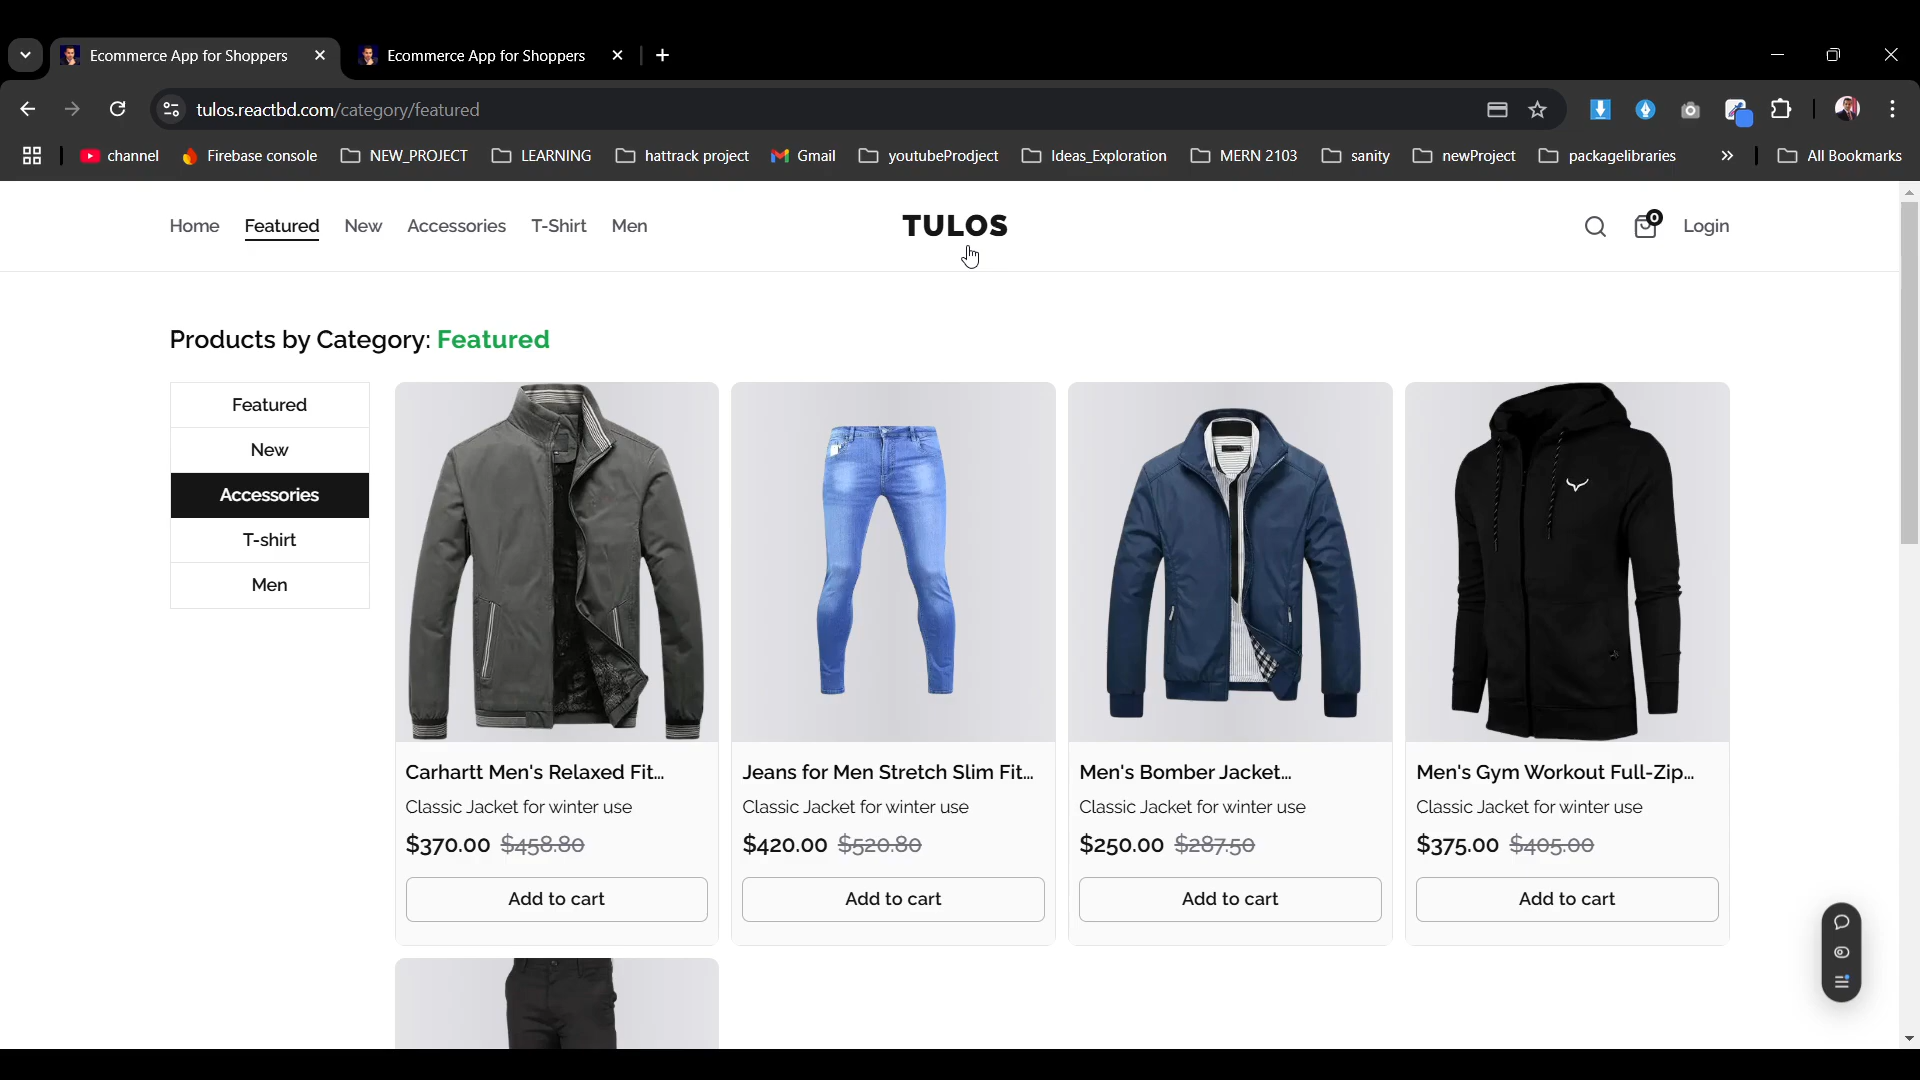 Ecommerce App for Shoppers
Ecommerce App for Shoppers
tulos.reactbd.com/category/featured
channel
Firebase console
NEW_PROJECT
LEARNING
hattrack project
Gmail
youtubeProdject
Ideas_Exploration
MERN 2103
sanity
newProject
packagelibraries
All Bookmarks
Home
Featured
New
Accessories
T-Shirt
Men
TULOS
0
Login
Products by Category: Featured
Featured
New
Accessories
T-shirt
Men
Carhartt Men's Relaxed Fit...
Classic Jacket for winter use
$370.00 $458.80
Add to cart
Jeans for Men Stretch Slim Fit...
Classic Jacket for winter use
$420.00 $520.80
Add to cart
Men's Bomber Jacket...
Classic Jacket for winter use
$250.00 $287.50
Add to cart
Men's Gym Workout Full-Zip...
Classic Jacket for winter use
$375.00 $405.00
Add to cart